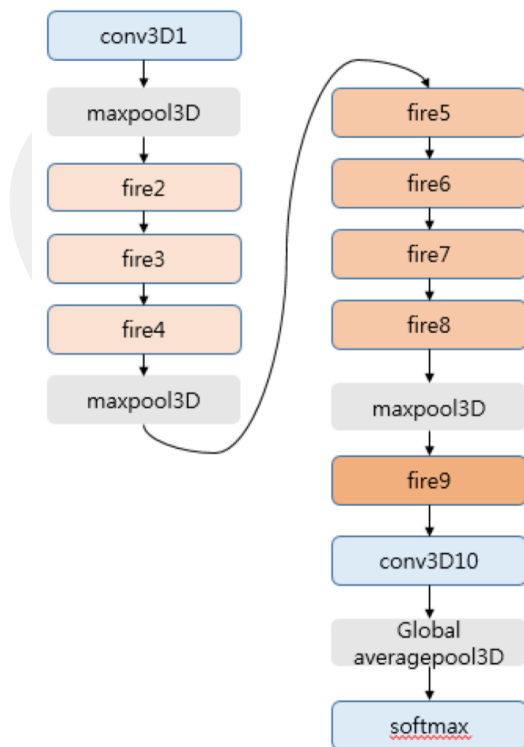 conv3D1
maxpool3D
fire2
fire3
fire4
maxpool3D
fire5
fire6
fire7
fire8
maxpool3D
fire9
conv3D10
Global
averagepool3D
softmax